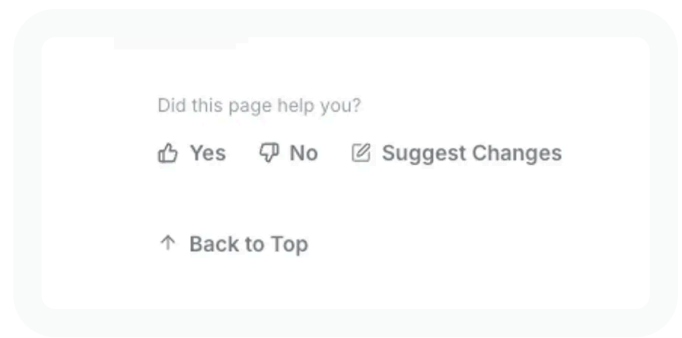 Did this page help you?
Yes No Suggest Changes
Back to Top